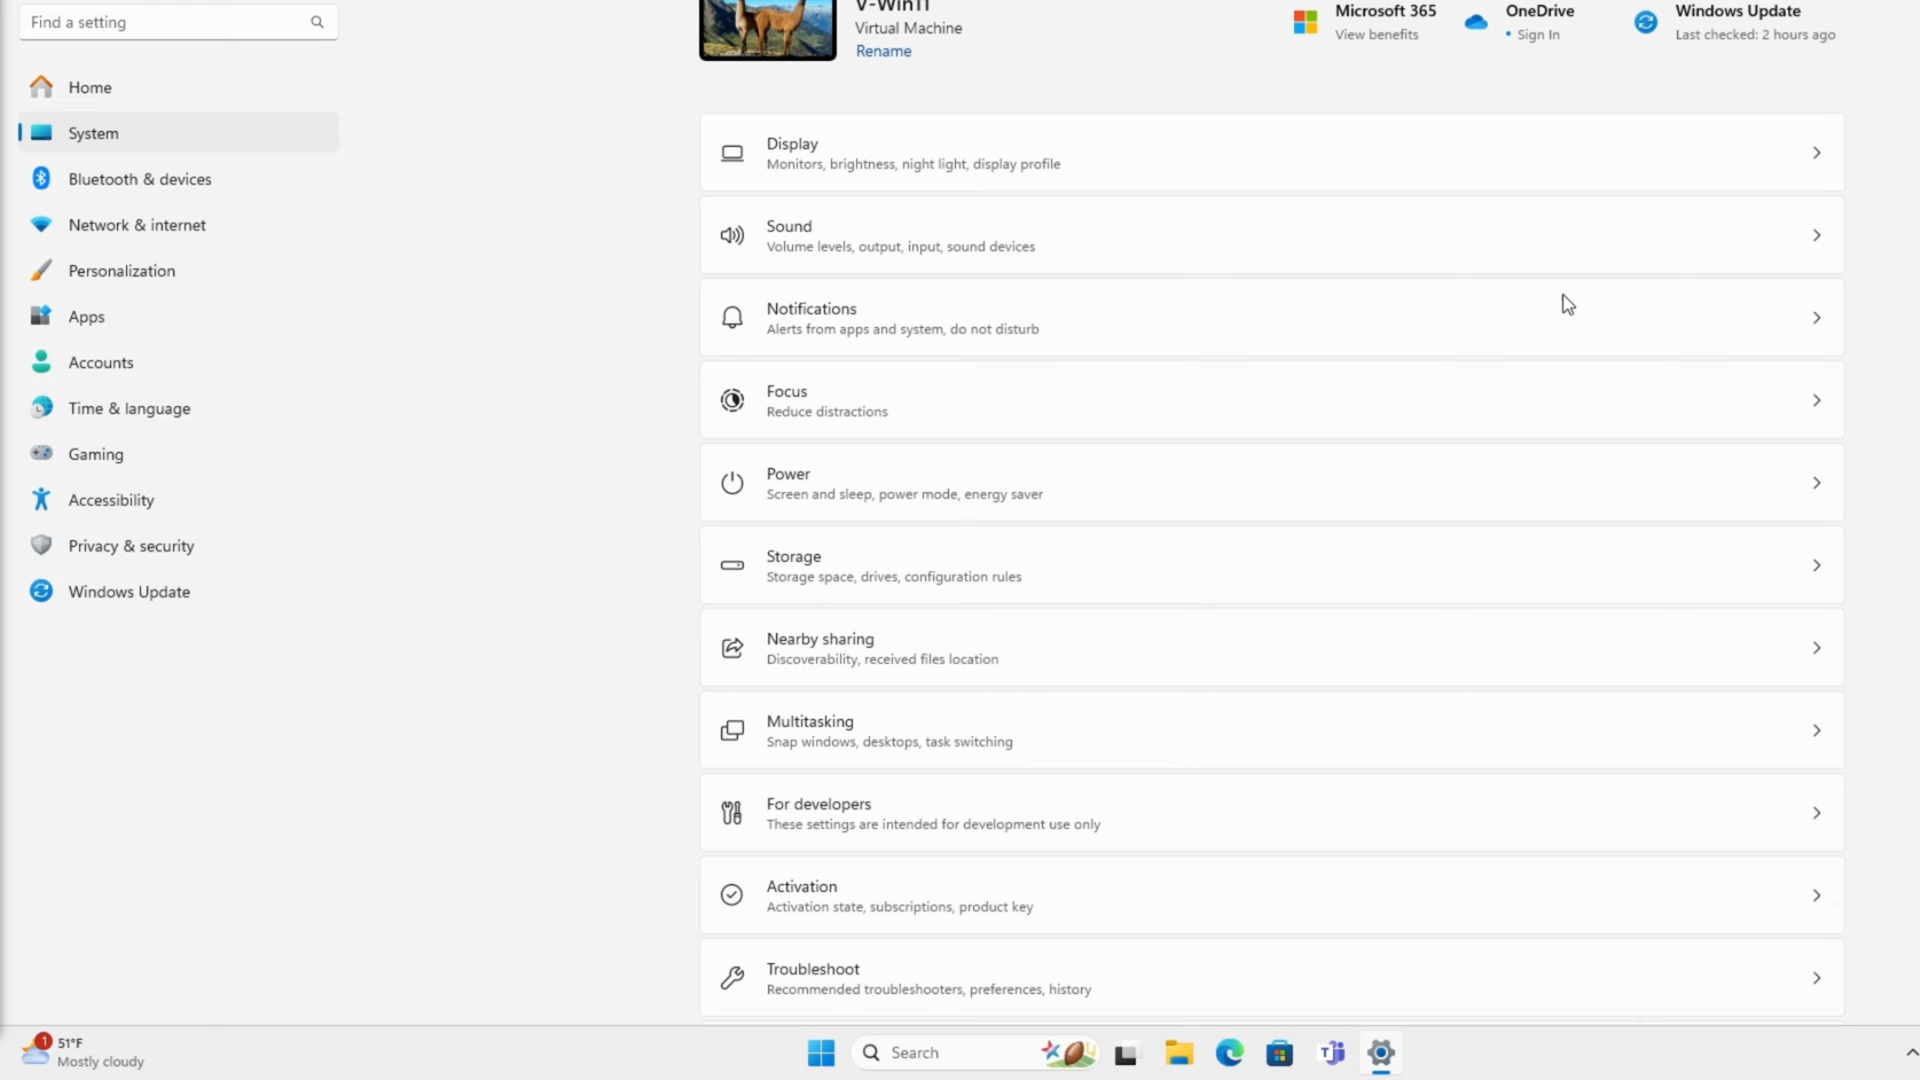 Find a setting
Home
System
Bluetooth & devices
Network & internet
Personalization
Apps
Accounts
Time & language
Gaming
Accessibility
Privacy & security
Windows Update
V-Win11
Virtual Machine
Rename
Microsoft 365
View benefits
OneDrive
• Sign In
Windows Update
Last checked: 2 hours ago
Display
Monitors, brightness, night light, display profile
Sound
Volume levels, output, input, sound devices
Notifications
Alerts from apps and system, do not disturb
Focus
Reduce distractions
Power
Screen and sleep, power mode, energy saver
Storage
Storage space, drives, configuration rules
Nearby sharing
Discoverability, received files location
Multitasking
Snap windows, desktops, task switching
For developers
These settings are intended for development use only
Activation
Activation state, subscriptions, product key
Troubleshoot
Recommended troubleshooters, preferences, history
1
51°F
Mostly cloudy
Search